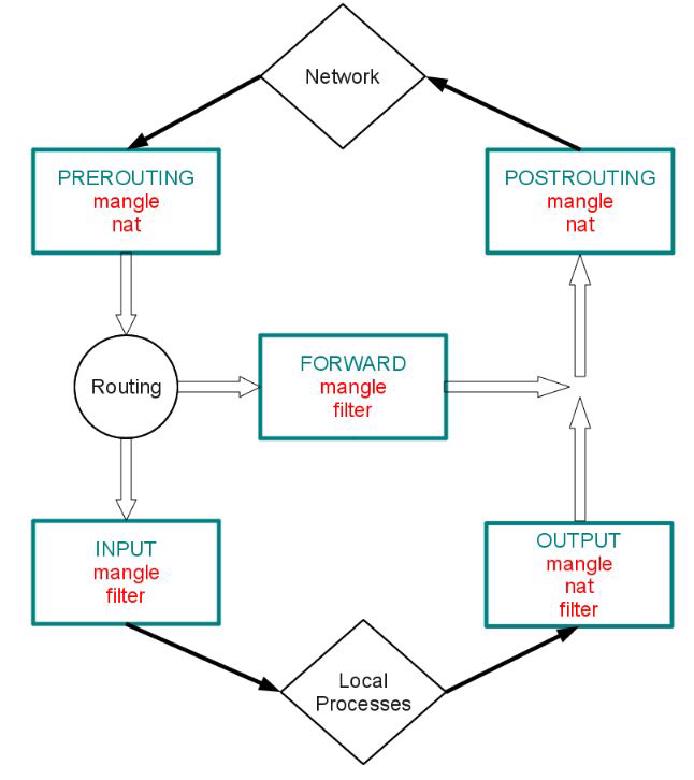 Network
PREROUTING
mangle
nat
POSTROUTING
mangle
nat
Routing
FORWARD
mangle
filter
INPUT
mangle
filter
OUTPUT
mangle
nat
filter
Local
Processes